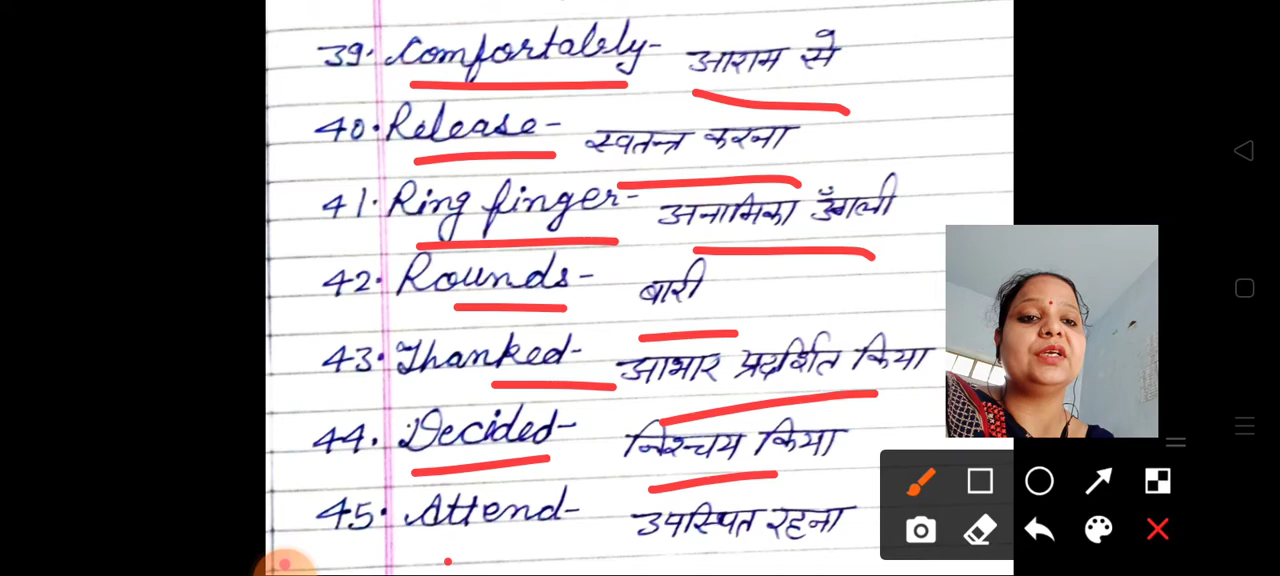 39. Comfortabely- आराम से
40. Release- स्वतन्त्र करना
41. Ring finger- अनामिका उँगली
42. Rounds- बारी
43. Thanked- आभार प्रदर्शित किया
44. Decided- निश्चय किया
45. Attend- उपस्थित रहना